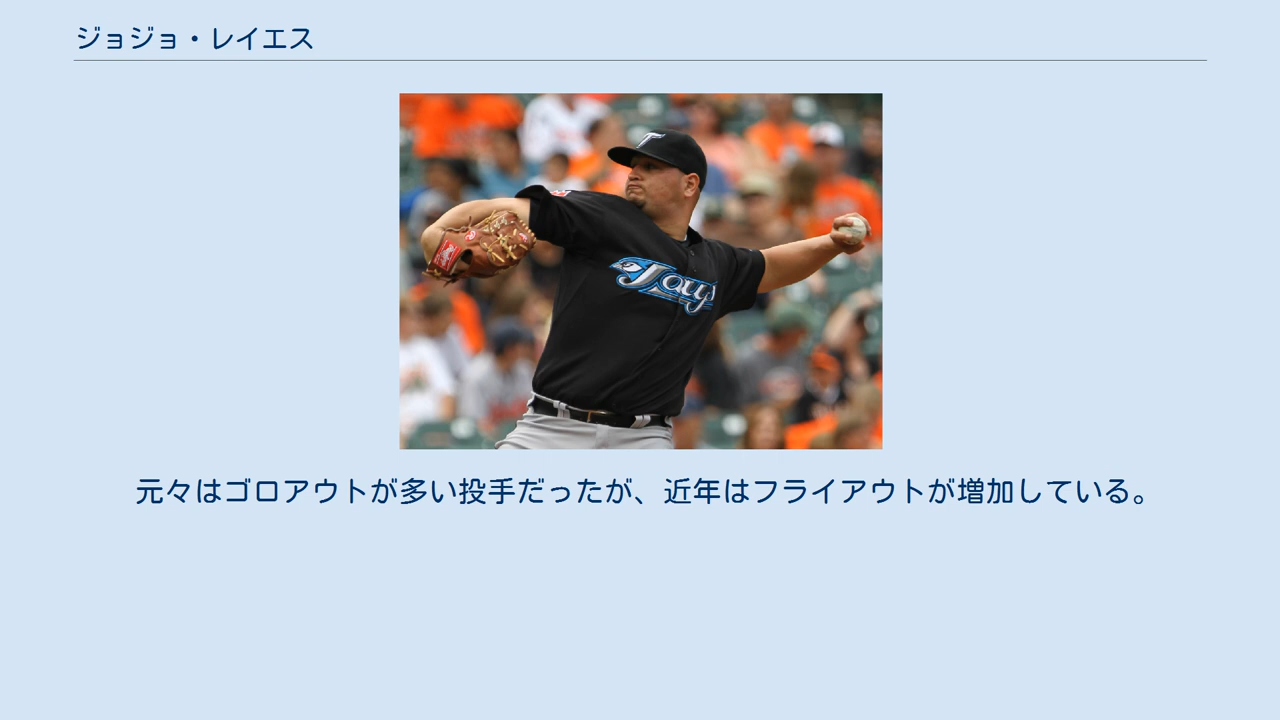 ジョジョ・レイエス
Jays
元々はゴロアウトが多い投手だったが、近年はフライアウトが増加している。